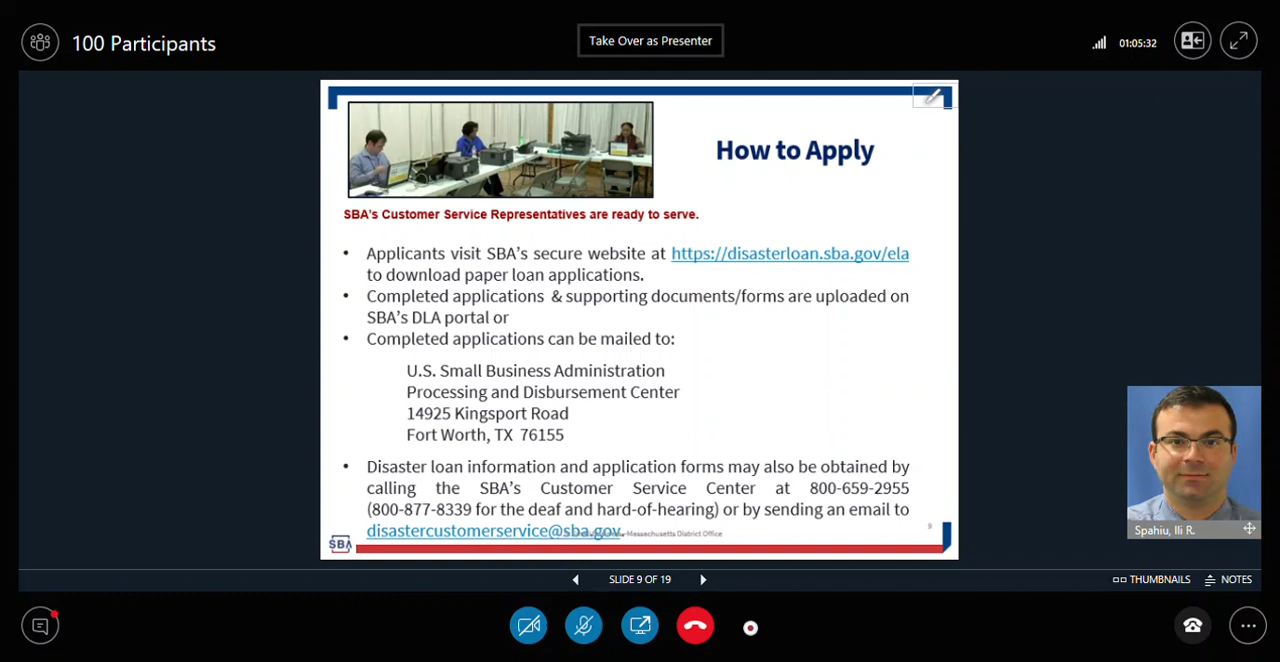 100 Participants
Take Over as Presenter
01:05:32
How to Apply
SBA's Customer Service Representatives are ready to serve.
• Applicants visit SBA's secure website at https://disasterloan.sba.gov/ela
to download paper loan applications.
• Completed applications & supporting documents/forms are uploaded on
SBA's DLA portal or
• Completed applications can be mailed to:
U.S. Small Business Administration
Processing and Disbursement Center
14925 Kingsport Road
Fort Worth, TX 76155
• Disaster loan information and application forms may also be obtained by
calling the SBA's Customer Service Center at 800-659-2955
(800-877-8339 for the deaf and hard-of-hearing) or by sending an email to
disastercustomerservice@sba.gov.
Massachusetts District Office
9
SBA
Spahiu, Ili R.
SLIDE 9 OF 19
THUMBNAILS
NOTES